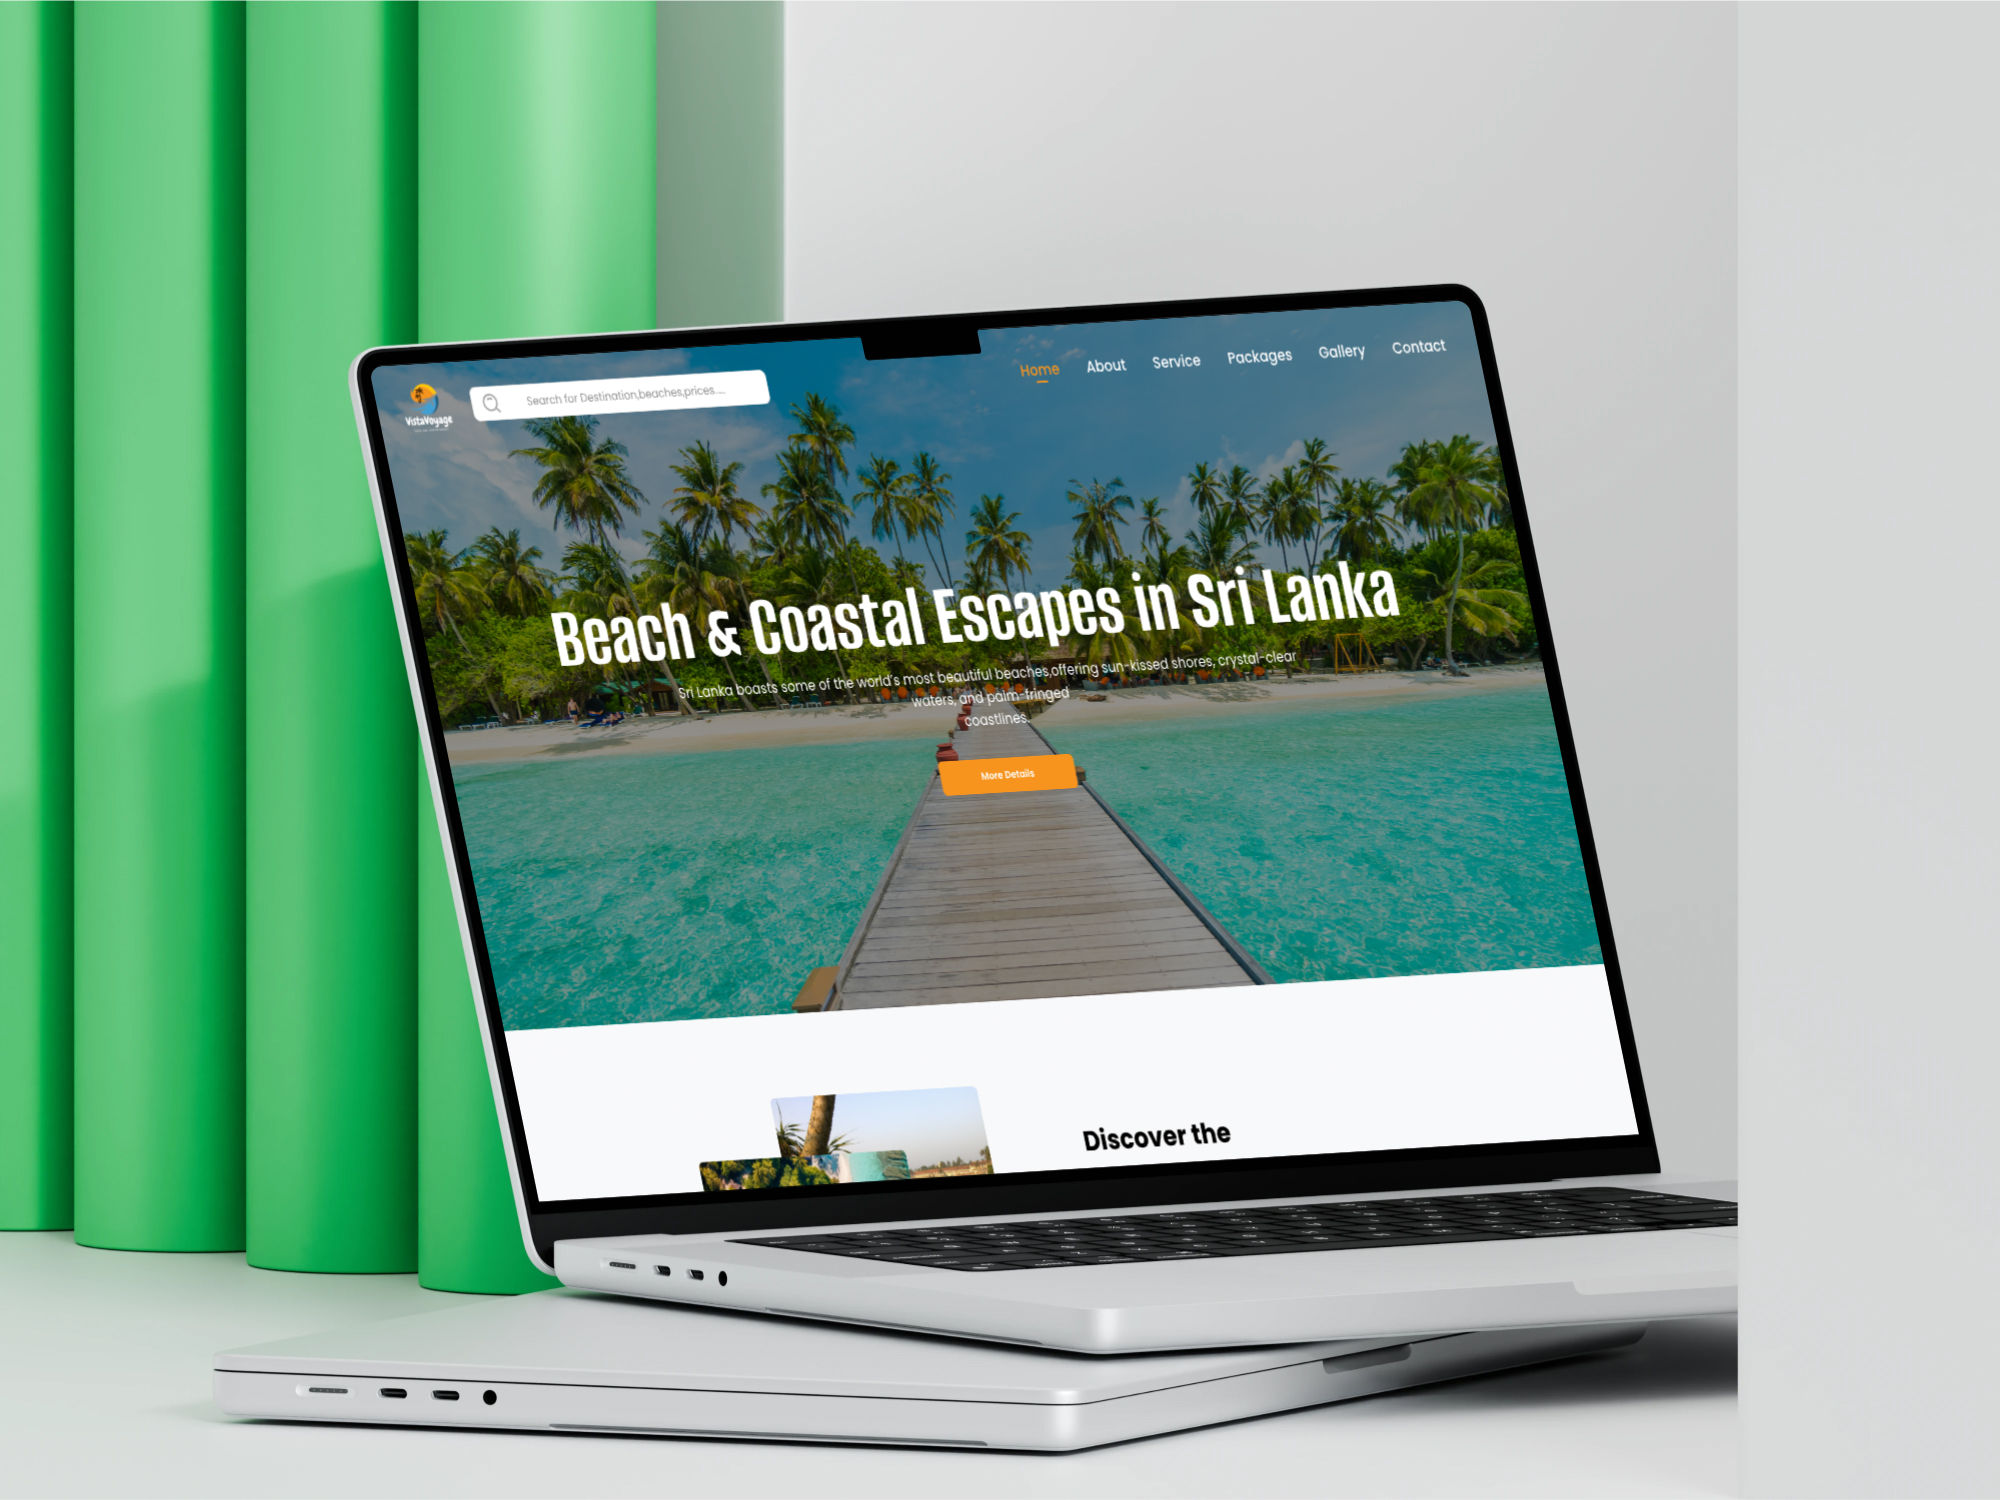 VistaVoyage
Search for Destination,beaches,prices....
Home About Service Packages Gallery Contact
Beach & Coastal Escapes in Sri Lanka
Sri Lanka boasts some of the world's most beautiful beaches,offering sun-kissed shores, crystal-clear
waters, and palm-fringed
coastlines.
More Details
Discover the